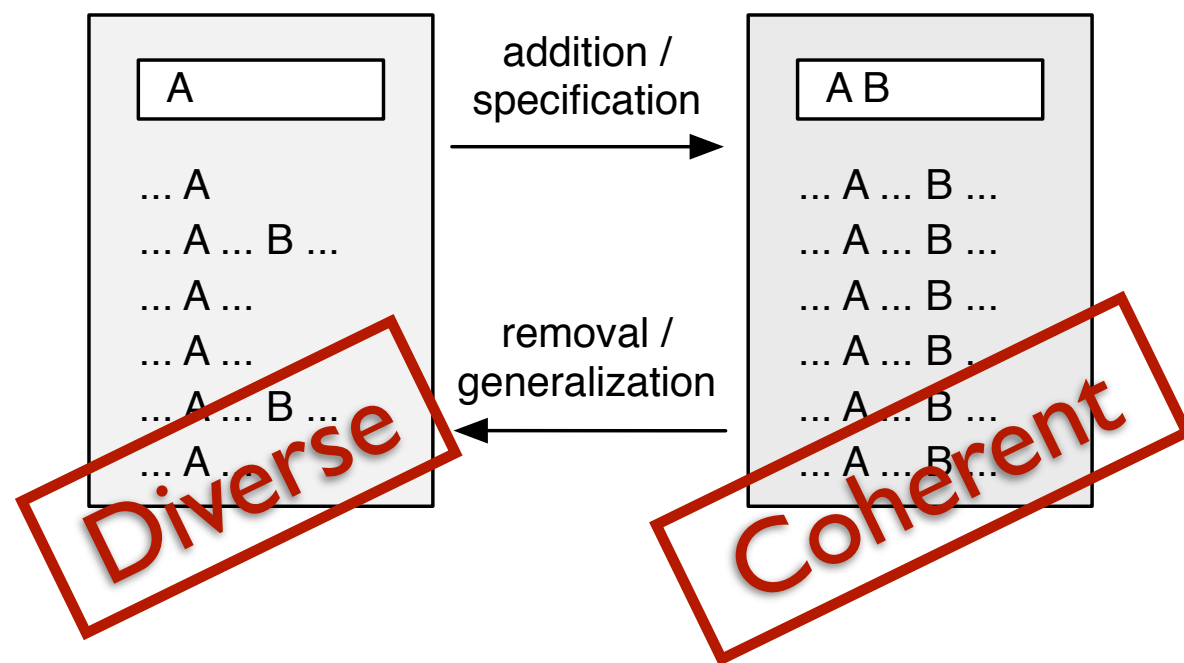 A
... A
... A ... B ...
... A ...
... A ...
... A ... B ...
... A ...
Diverse
addition /
specification
removal /
generalization
A B
... A ... B ...
... A ... B ...
... A ... B ...
... A ... B ...
... A ... B ...
... A ... B ...
Coherent